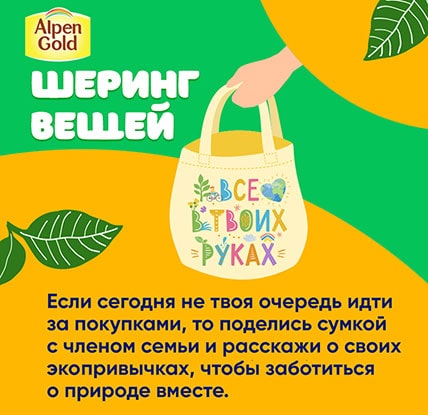 Alpen
Gold
ШЕРИНГ
ВЕЩЕЙ
ВСЕ
В ТВОИХ
РУКАХ
Если сегодня не твоя очередь идти
за покупками, то поделись сумкой
с членом семьи и расскажи о своих
экопривычках, чтобы заботиться
о природе вместе.